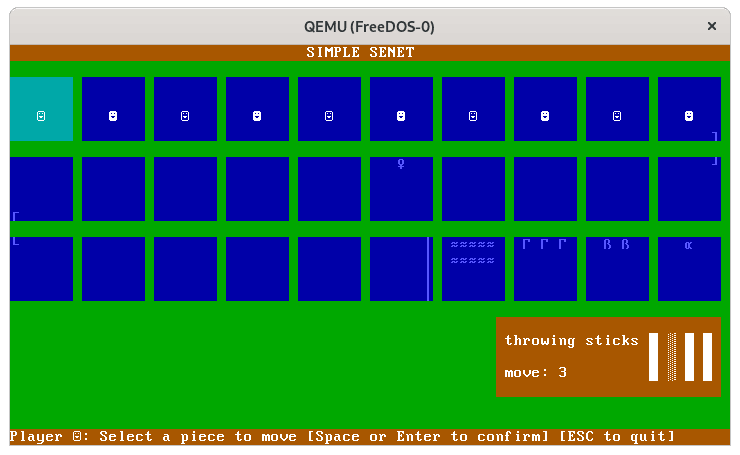 QEMU (FreeDOS-0)
SIMPLE SENET
☺ ☻ ☺ ☻ ☺ ☻ ☺ ☻ ☺ ☻
♀
≈≈≈≈≈ Γ Γ Γ ß ß α
≈≈≈≈≈
throwing sticks
move: 3
Player ☺: Select a piece to move [Space or Enter to confirm] [ESC to quit]